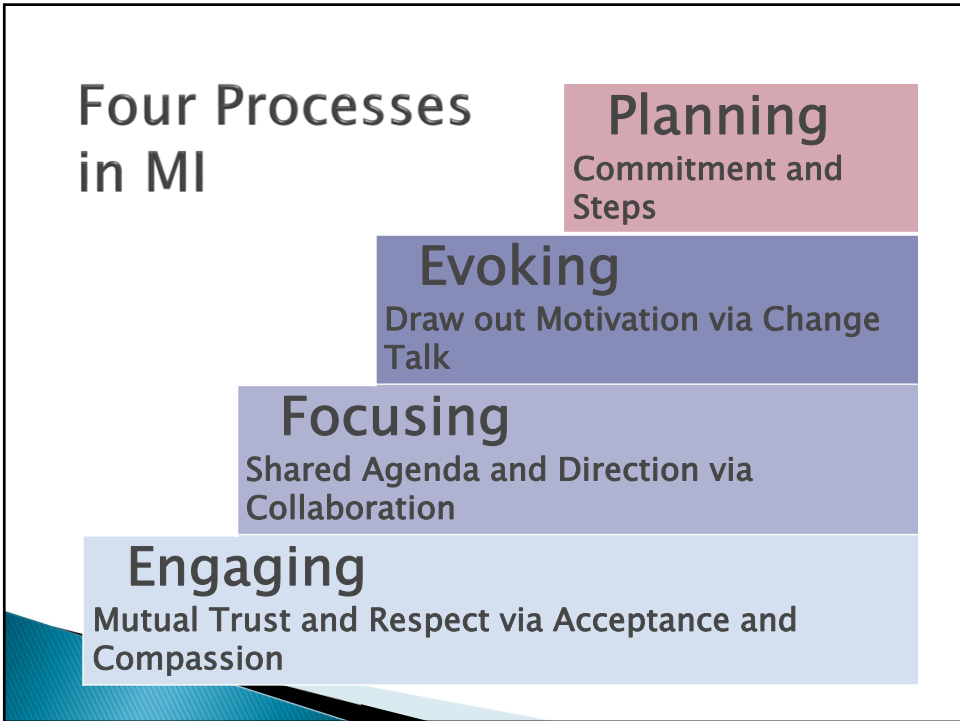 Four Processes
in MI
Planning
Commitment and
Steps
Evoking
Draw out Motivation via Change
Talk
Focusing
Shared Agenda and Direction via
Collaboration
Engaging
Mutual Trust and Respect via Acceptance and
Compassion